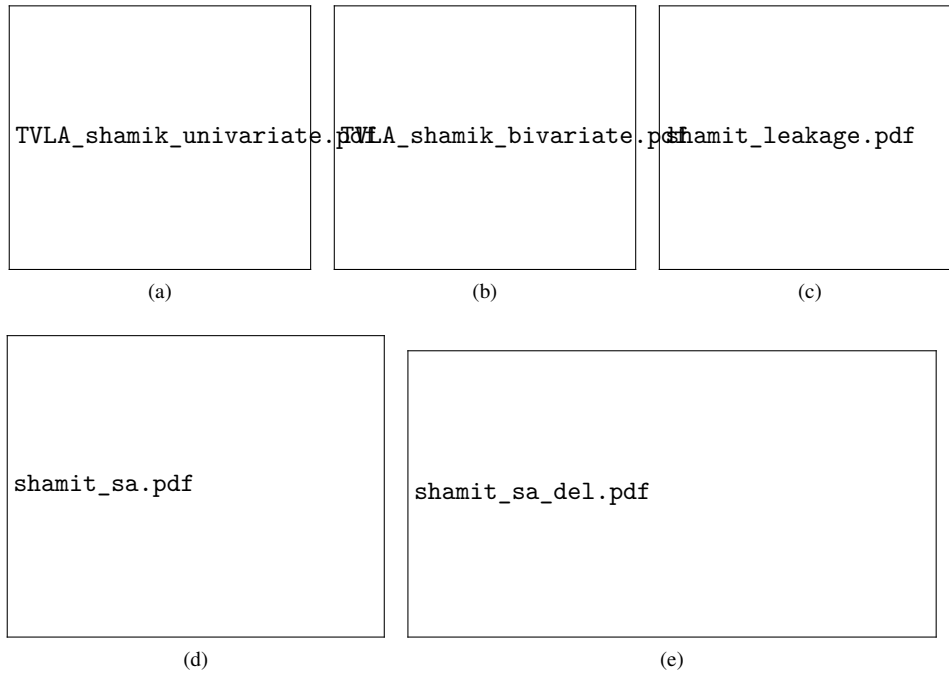 TVLA_shamik_univariate.pdf
TVLA_shamik_bivariate.pdf
shamit_leakage.pdf
(a)
(b)
(c)
shamit_sa.pdf
shamit_sa_del.pdf
(d)
(e)